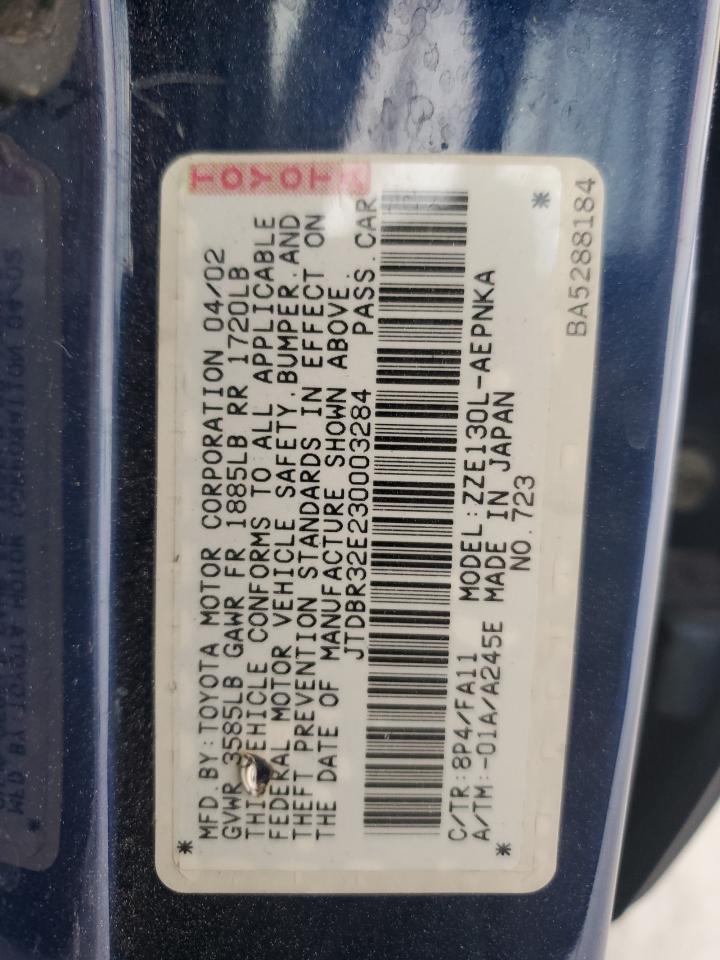 TOYOTA
MFD. BY: TOYOTA MOTOR CORPORATION 04/02
GVWR 3585LB GAWR FR 1885LB RR 1720LB
THIS VEHICLE CONFORMS TO ALL APPLICABLE
FEDERAL MOTOR VEHICLE SAFETY, BUMPER, AND
THEFT PREVENTION STANDARDS IN EFFECT ON
THE DATE OF MANUFACTURE SHOWN ABOVE.
JTDBR32E230003284 PASS. CAR
C/TR: 8P4/FA11 MODEL: ZZE130L-AEPNKA
A/TM: -01A/A245E MADE IN JAPAN
NO. 723
BA5288184